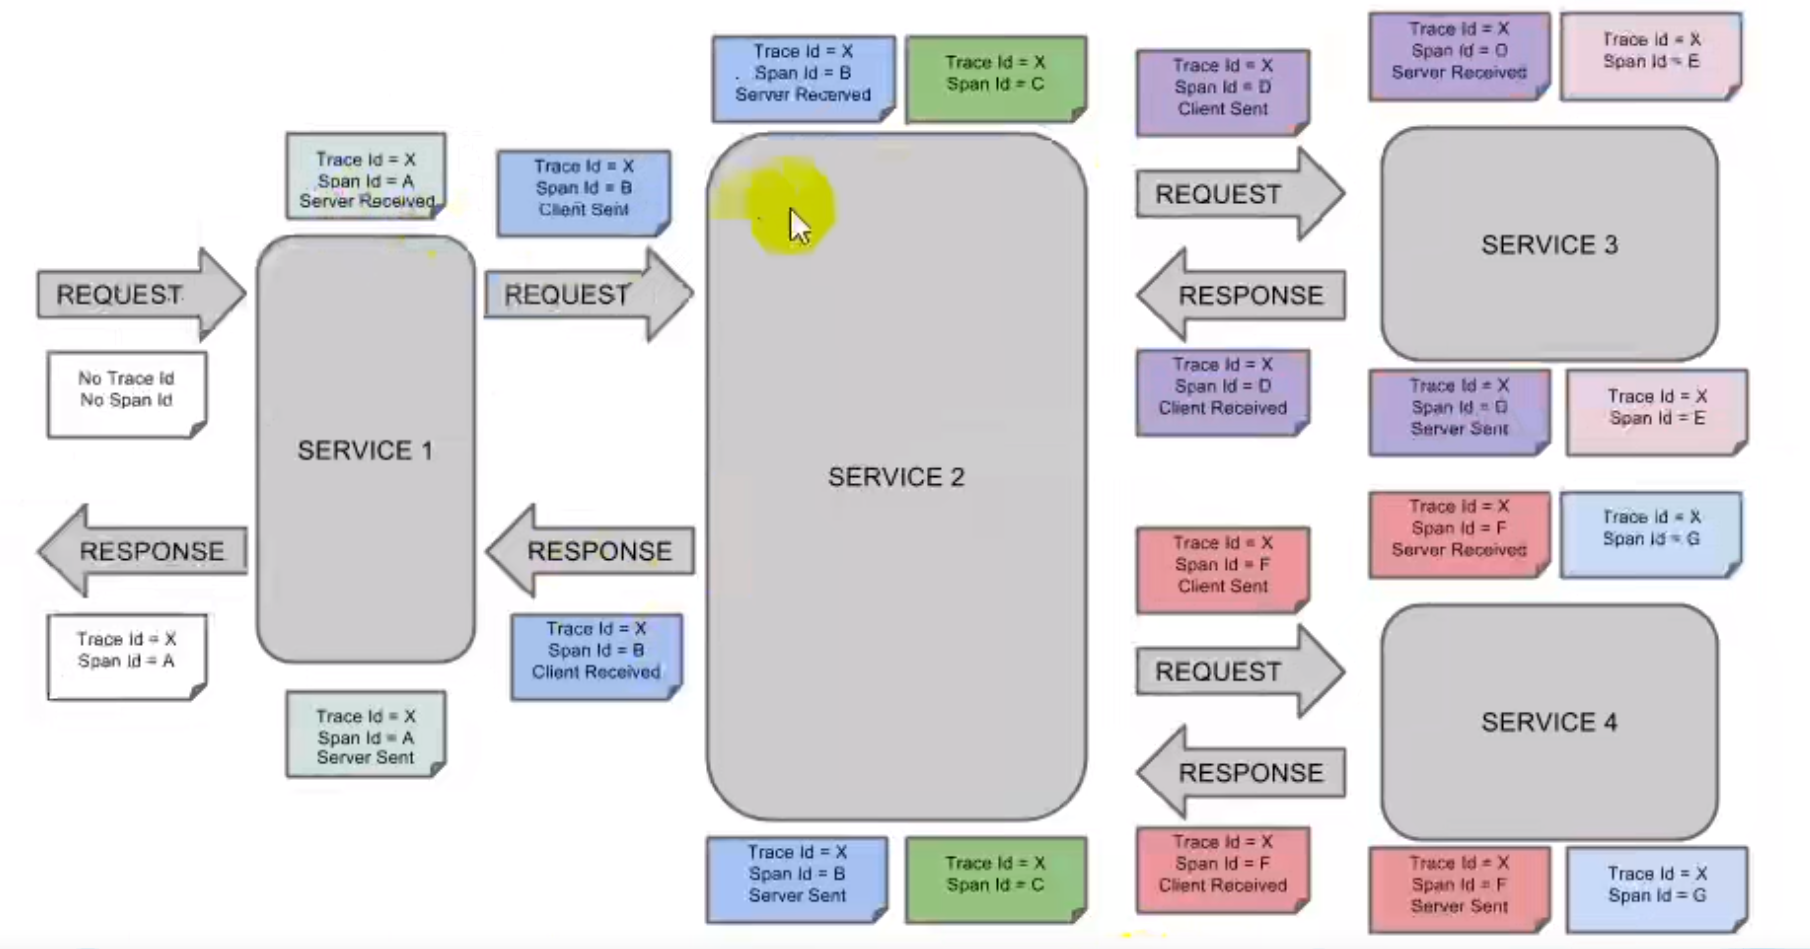 Trace Id = X
Span Id = B
Server Received
Trace Id = X
Span Id = C
Trace Id = X
Span Id = D
Client Sent
Trace Id = X
Span Id = D
Server Received
Trace Id = X
Span Id = E
Trace Id = X
Span Id = A
Server Received
Trace Id = X
Span Id = B
Client Sent
REQUEST
No Trace Id
No Span Id
SERVICE 1
REQUEST
RESPONSE
Trace Id = X
Span Id = A
Trace Id = X
Span Id = A
Server Sent
RESPONSE
Trace Id = X
Span Id = B
Client Received
SERVICE 2
Trace Id = X
Span Id = B
Server Sent
Trace Id = X
Span Id = C
REQUEST
RESPONSE
SERVICE 3
Trace Id = X
Span Id = D
Client Received
Trace Id = X
Span Id = D
Server Sent
Trace Id = X
Span Id = E
Trace Id = X
Span Id = F
Client Sent
Trace Id = X
Span Id = F
Server Received
Trace Id = X
Span Id = G
REQUEST
RESPONSE
SERVICE 4
Trace Id = X
Span Id = F
Client Received
Trace Id = X
Span Id = F
Server Sent
Trace Id = X
Span Id = G